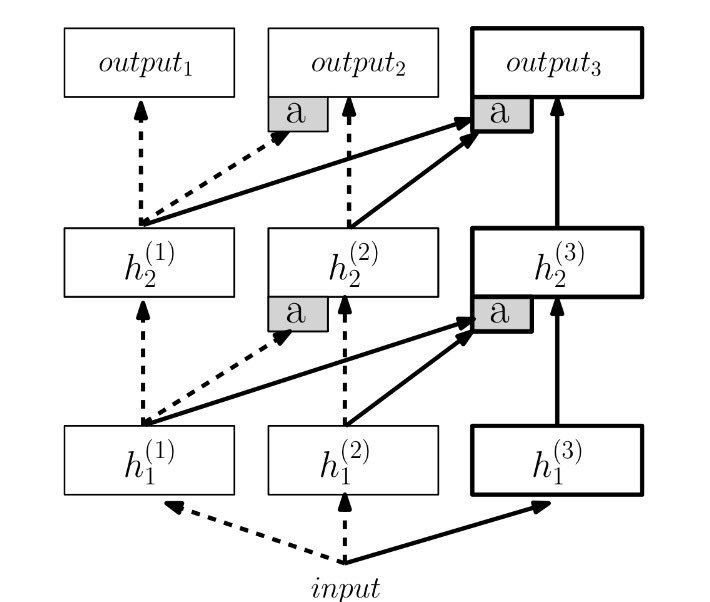 output₁ output₂ output₃
a a
h₂⁽¹⁾ h₂⁽²⁾ h₂⁽³⁾
a a
h₁⁽¹⁾ h₁⁽²⁾ h₁⁽³⁾
input